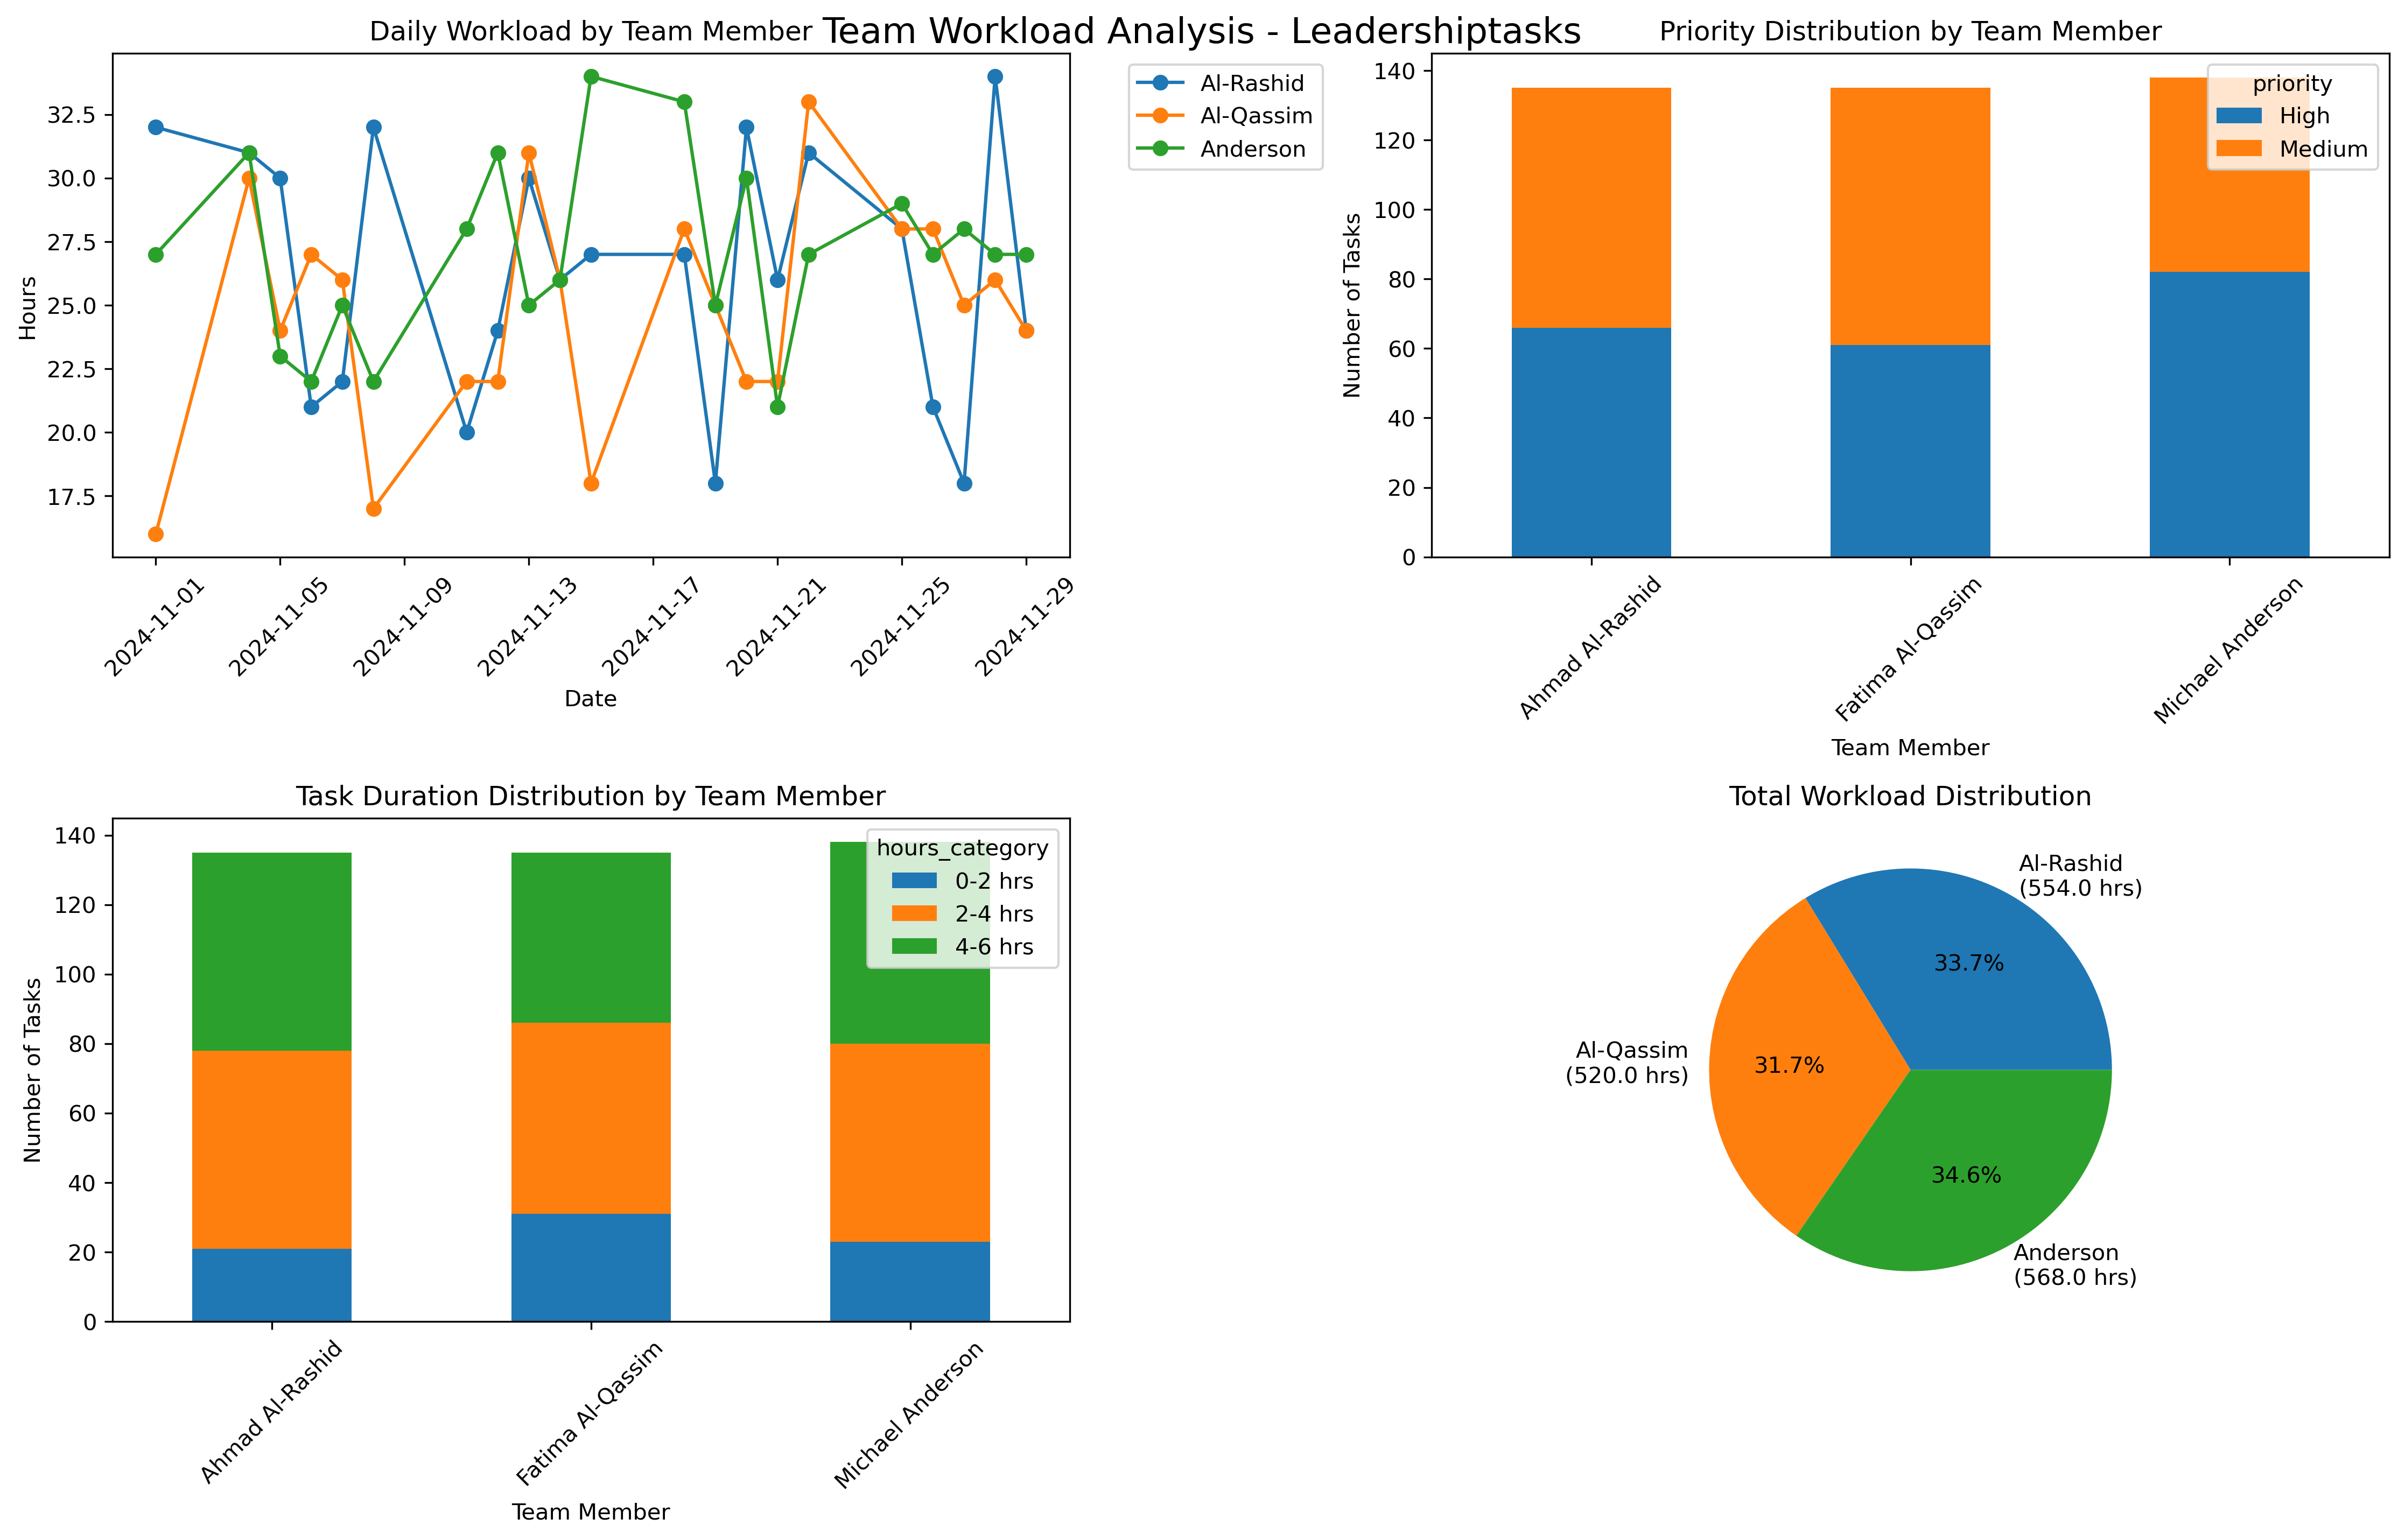 Team Workload Analysis - Leadershiptasks
Daily Workload by Team Member
Hours
32.5
30.0
27.5
25.0
22.5
20.0
17.5
2024-11-01
2024-11-05
2024-11-09
2024-11-13
2024-11-17
2024-11-21
2024-11-25
2024-11-29
Date
Al-Rashid
Al-Qassim
Anderson
Priority Distribution by Team Member
Number of Tasks
140
120
100
80
60
40
20
0
priority
High
Medium
Ahmad Al-Rashid
Fatima Al-Qassim
Michael Anderson
Team Member
Task Duration Distribution by Team Member
Number of Tasks
140
120
100
80
60
40
20
0
hours_category
0-2 hrs
2-4 hrs
4-6 hrs
Ahmad Al-Rashid
Fatima Al-Qassim
Michael Anderson
Team Member
Total Workload Distribution
Al-Rashid
(554.0 hrs)
33.7%
Al-Qassim
(520.0 hrs)
31.7%
34.6%
Anderson
(568.0 hrs)